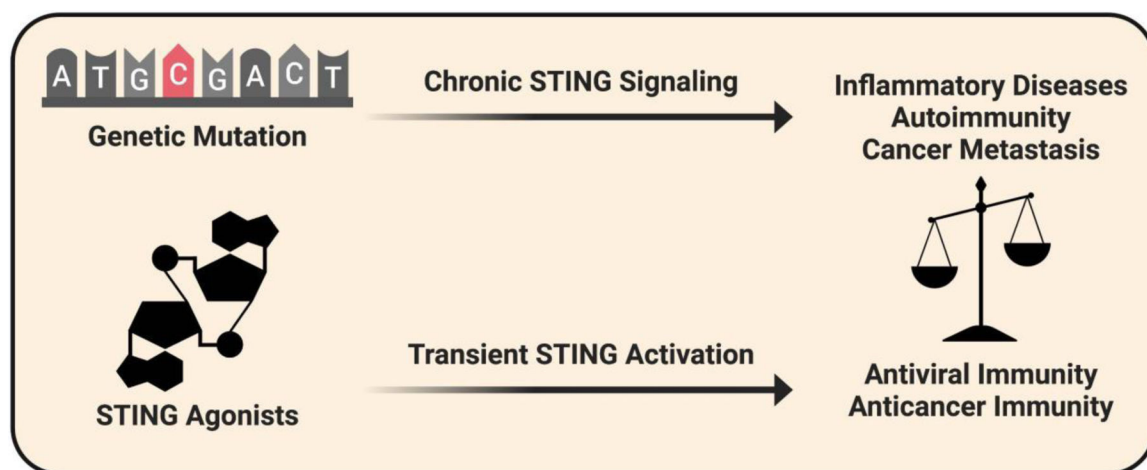 ATGCGACT
Genetic Mutation
Chronic STING Signaling
Inflammatory Diseases
Autoimmunity
Cancer Metastasis
STING Agonists
Transient STING Activation
Antiviral Immunity
Anticancer Immunity